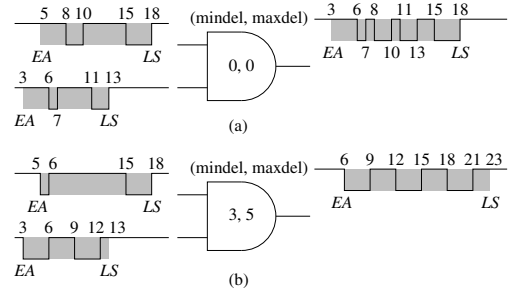 5 8 10 15 18
EA LS
3 6 11 13
EA 7 LS
(mindel, maxdel)
0, 0
3 6 8 11 15 18
EA 7 10 13 LS
(a)
5 6 15 18
EA LS
3 6 9 12 13
EA LS
(mindel, maxdel)
3, 5
6 9 12 15 18 21 23
EA LS
(b)